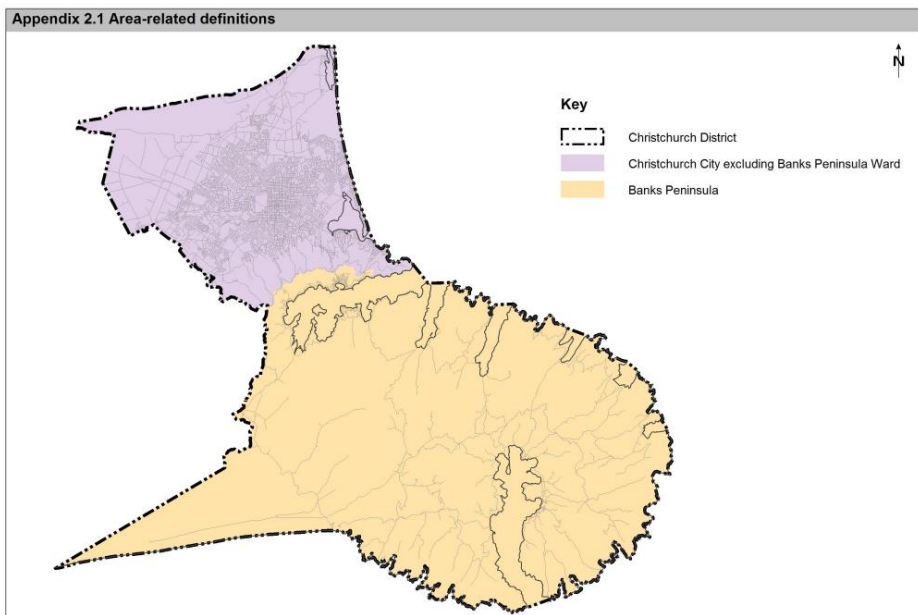 Appendix 2.1 Area-related definitions
N
Key
Christchurch District
Christchurch City excluding Banks Peninsula Ward
Banks Peninsula